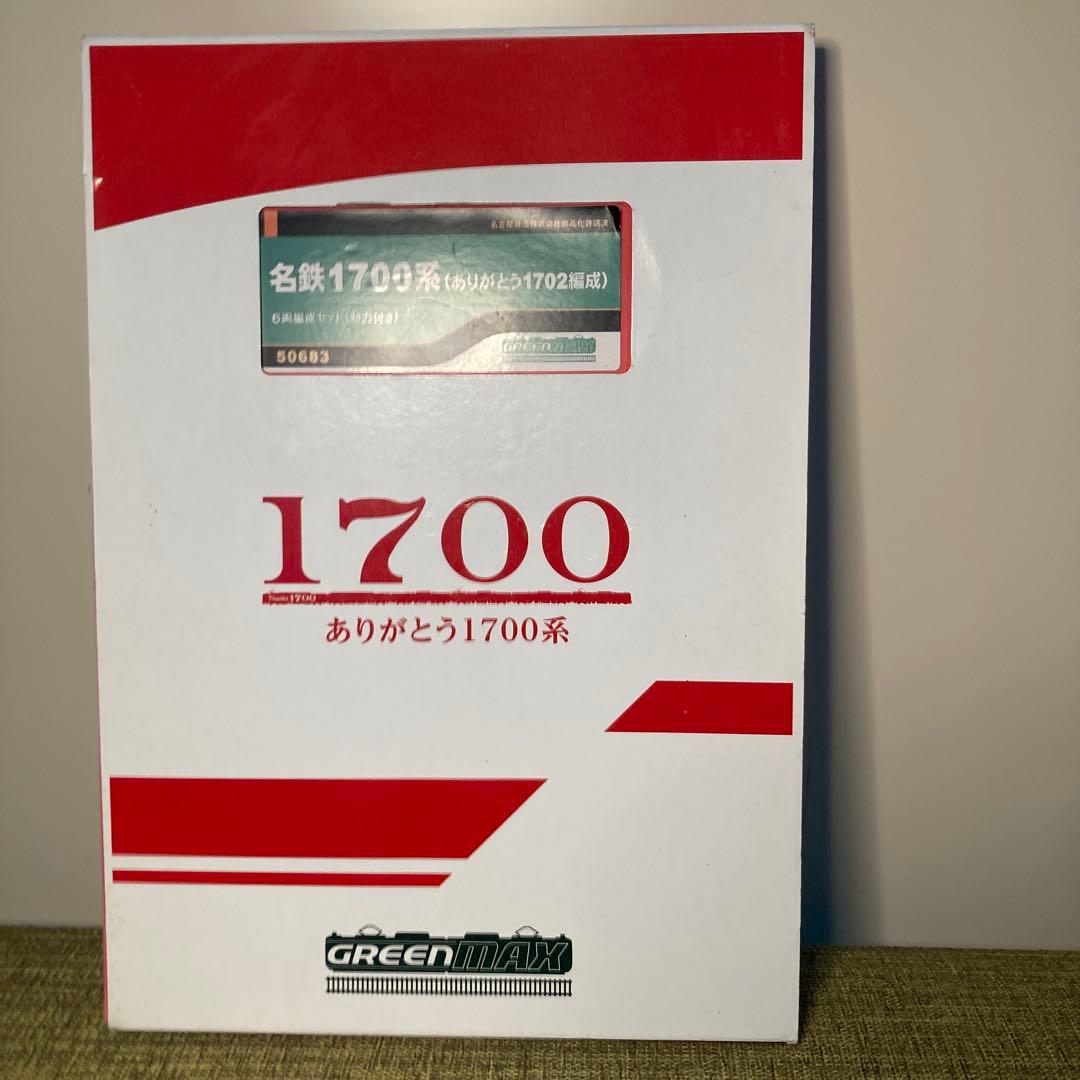 名古屋鉄道株式会社商品化許諾済
名鉄1700系(ありがとう1702編成)
6両編成セット(動力付き)
50683
GREENMAX
1700
Thanks 1700
ありがとう1700系
GREENMAX